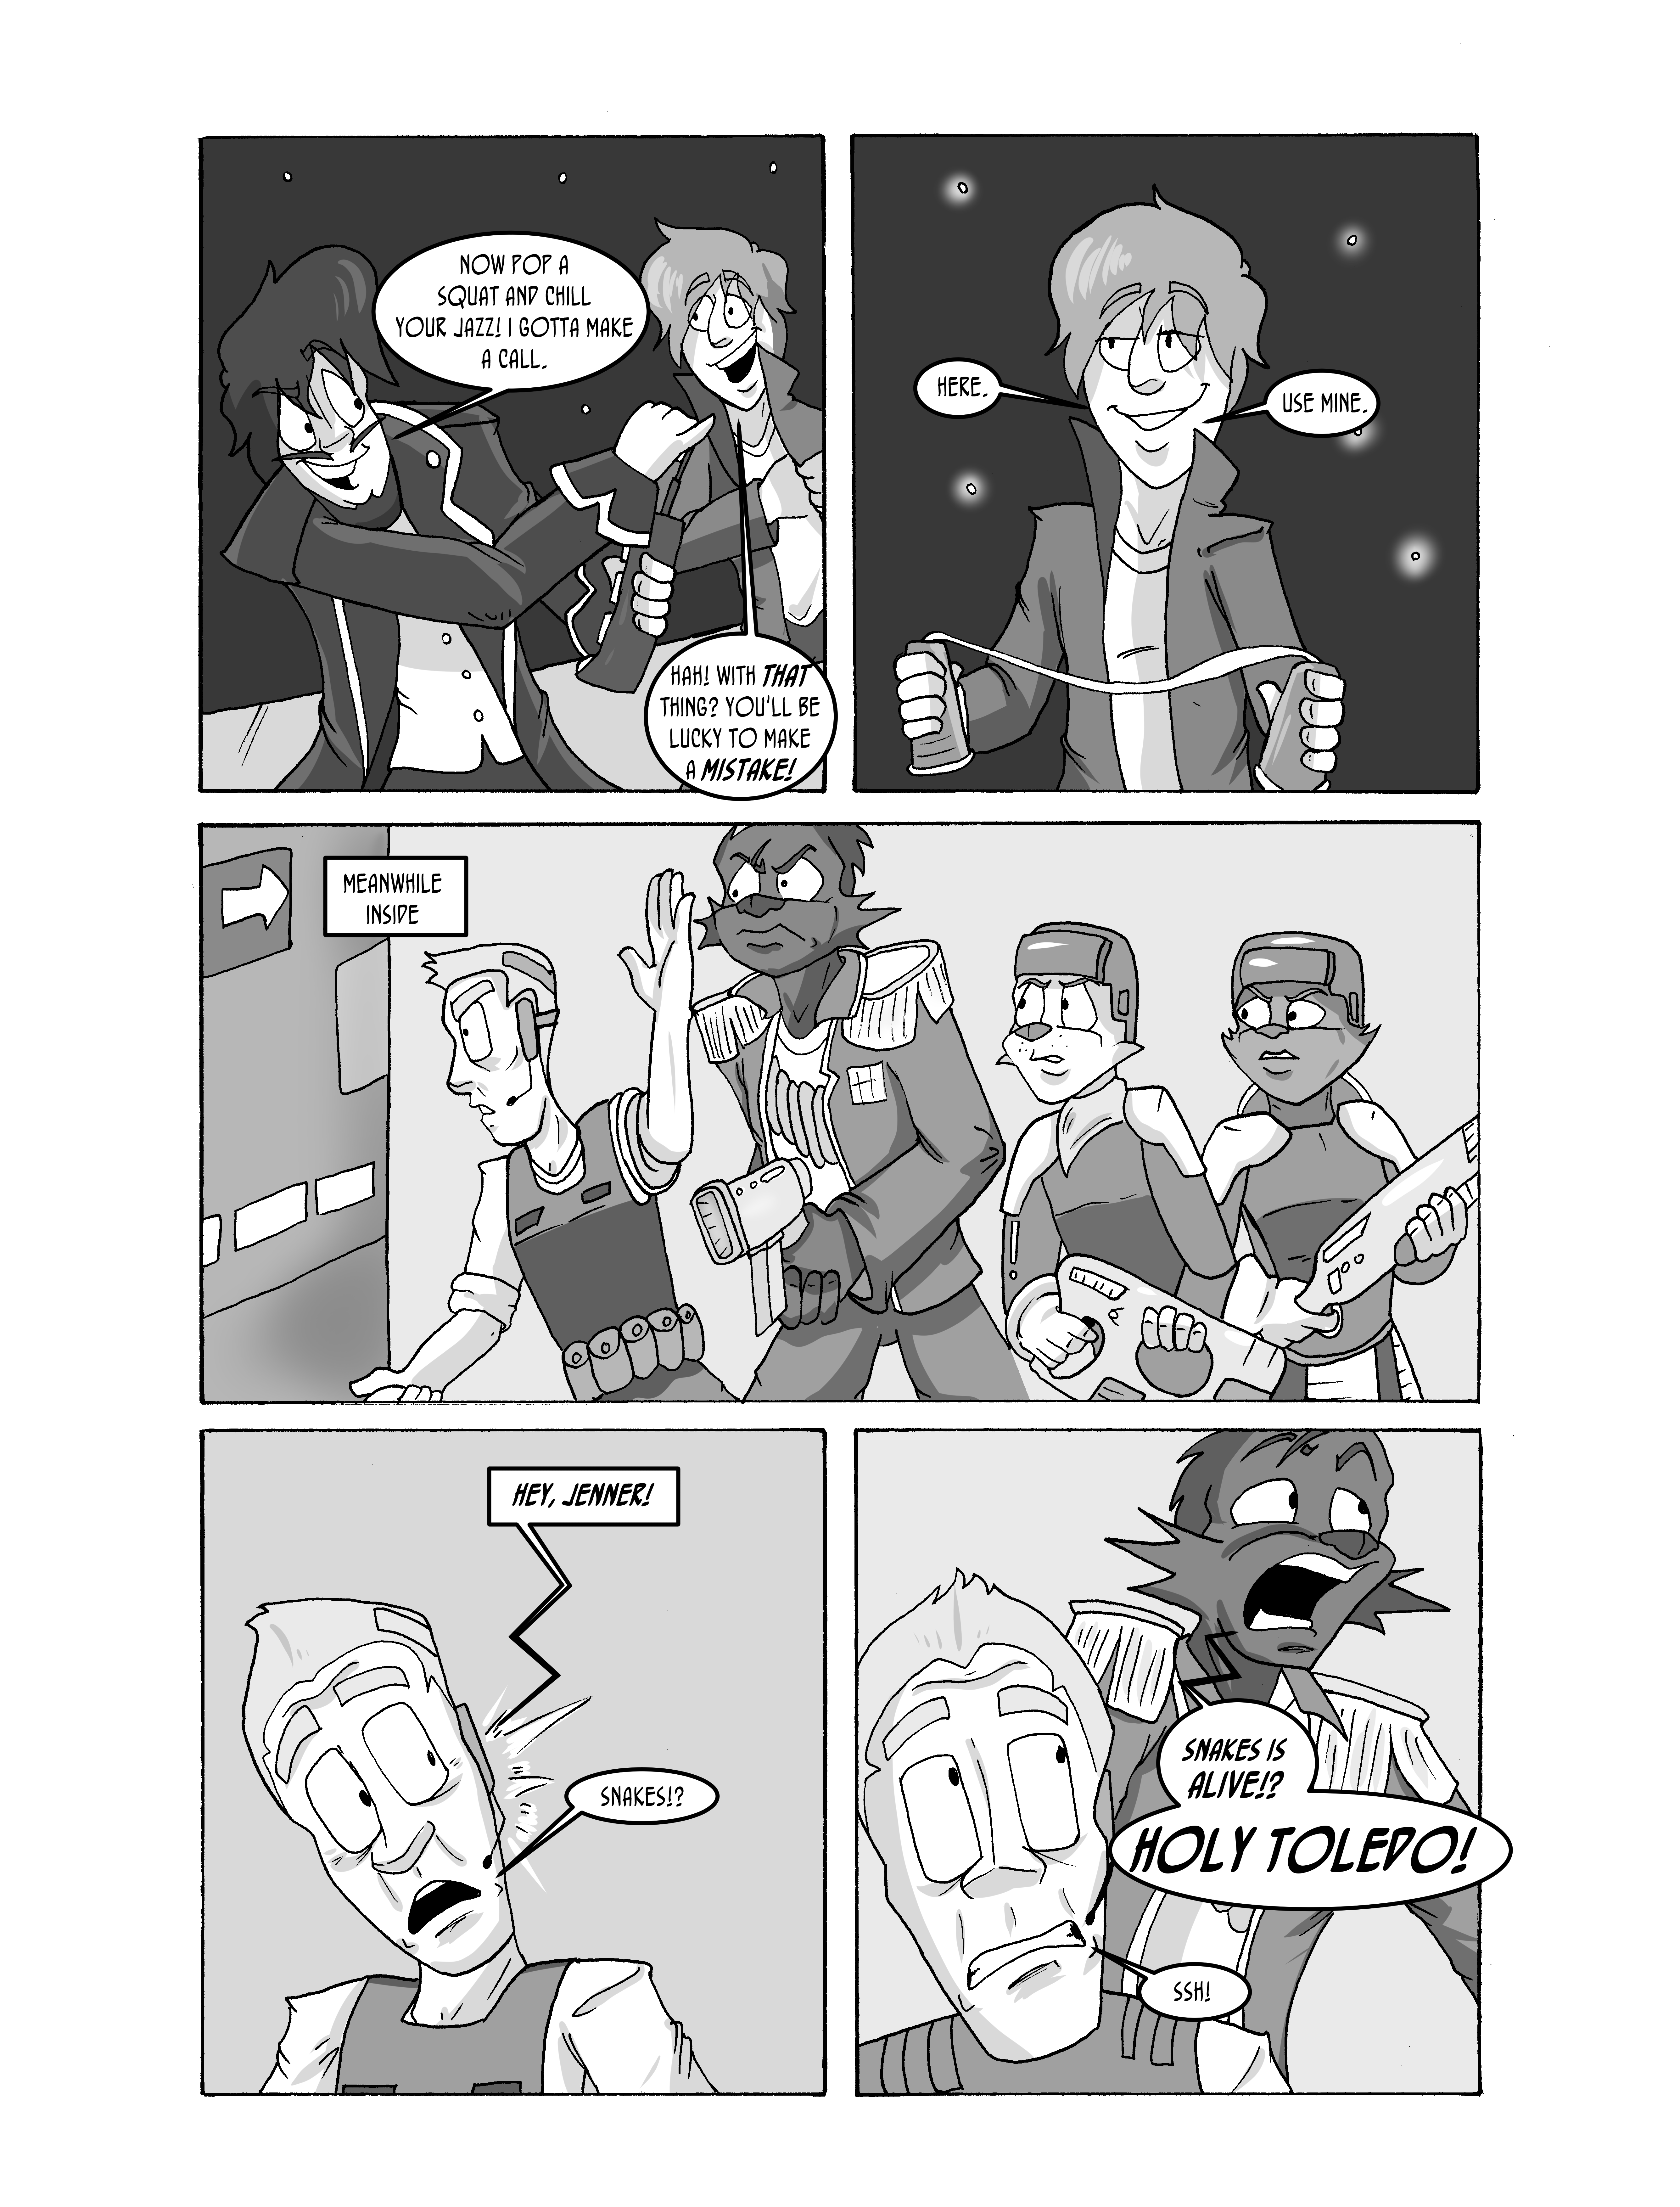 NOW POP A
SQUAT AND CHILL
YOUR JAZZ! I GOTTA MAKE
A CALL.
HAH! WITH THAT
THING? YOU'LL BE
LUCKY TO MAKE
A MISTAKE!
HERE.
USE MINE.
MEANWHILE
INSIDE
HEY, JENNER!
SNAKES!?
SNAKES IS
ALIVE!?
HOLY TOLEDO!
SSH!